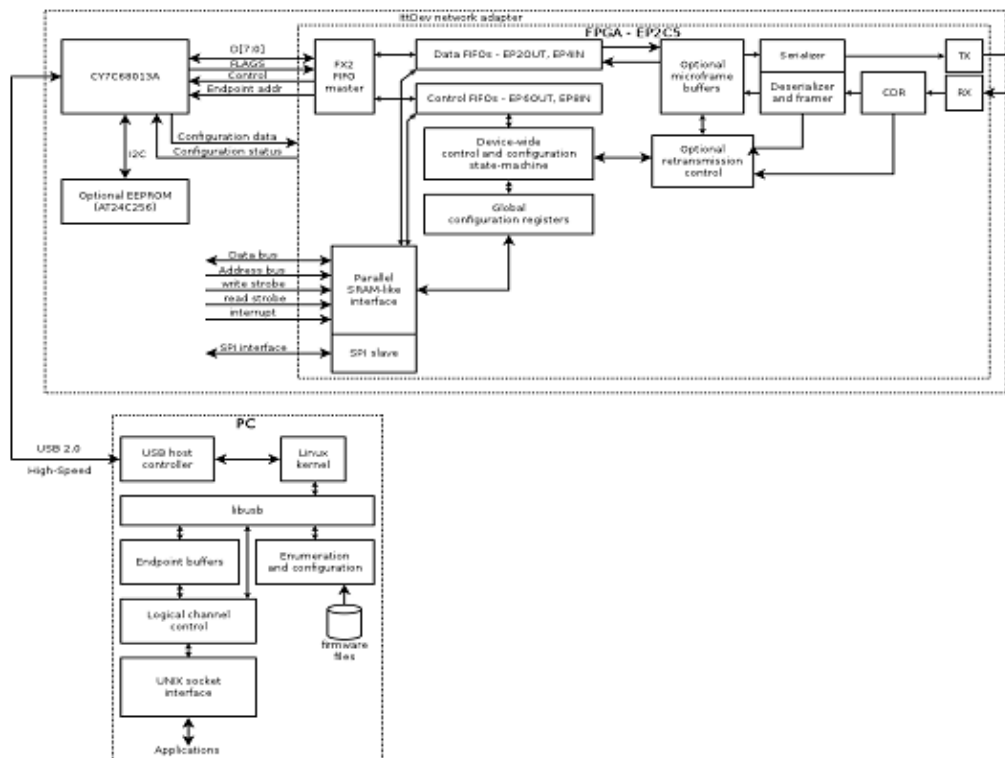 IttDev network adapter
FPGA - EP2C5
CY7C68013A
D[7:0]
FLAGS
Control
Endpoint addr
FX2
FIFO
master
Data FIFOs - EP2OUT, EP4IN
Control FIFOs - EP6OUT, EP8IN
Optional
microframe
buffers
Serializer
Deserializer
and framer
CDR
TX
RX
Configuration data
Configuration status
I2C
Optional EEPROM
(AT24C256)
Device-wide
control and configuration
state-machine
Optional
retransmission
control
Global
configuration registers
Data bus
Address bus
write strobe
read strobe
interrupt
SPI interface
Parallel
SRAM-like
interface
SPI slave
PC
USB 2.0
High-Speed
USB host
controller
Linux
kernel
libusb
Endpoint buffers
Enumeration
and configuration
Logical channel
control
firmware
files
UNIX socket
interface
Applications